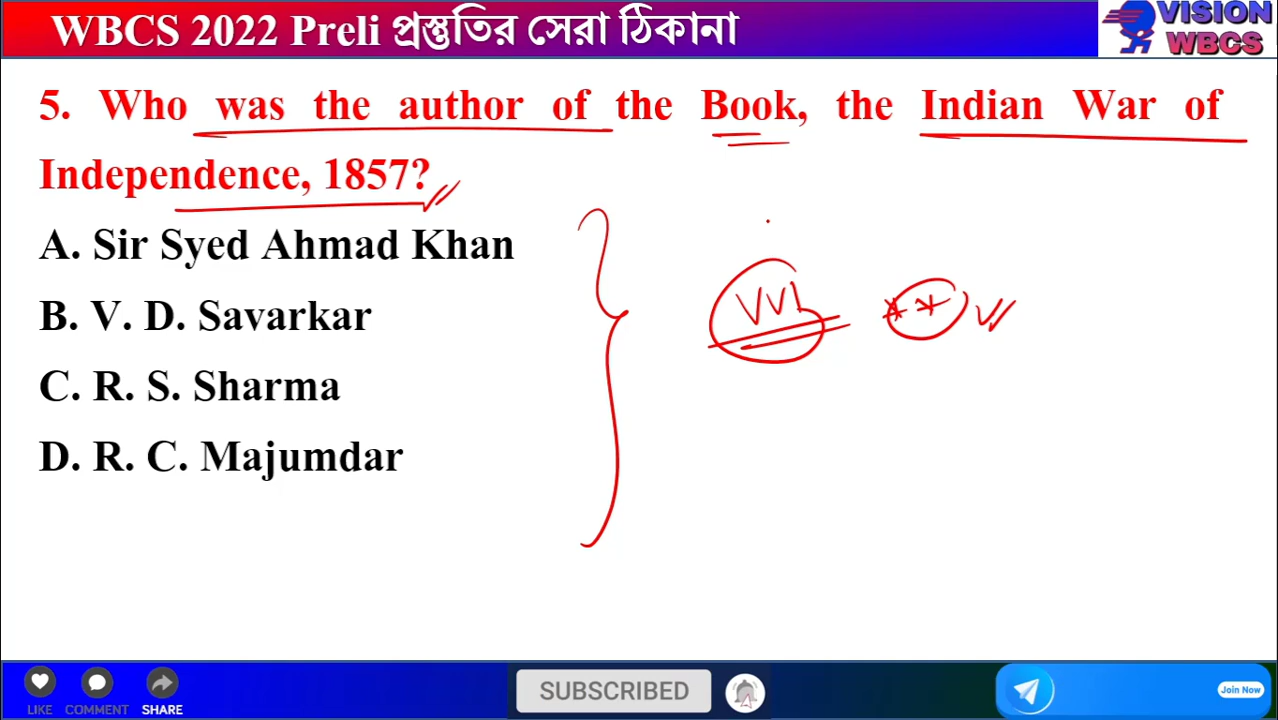 WBCS 2022 Preli প্রস্তুতির সেরা ঠিকানা
VISION
WBCS
5. Who was the author of the Book, the Indian War of
Independence, 1857?
A. Sir Syed Ahmad Khan
B. V. D. Savarkar
C. R. S. Sharma
D. R. C. Majumdar
VVI **
LIKE COMMENT SHARE
SUBSCRIBED
Join Now